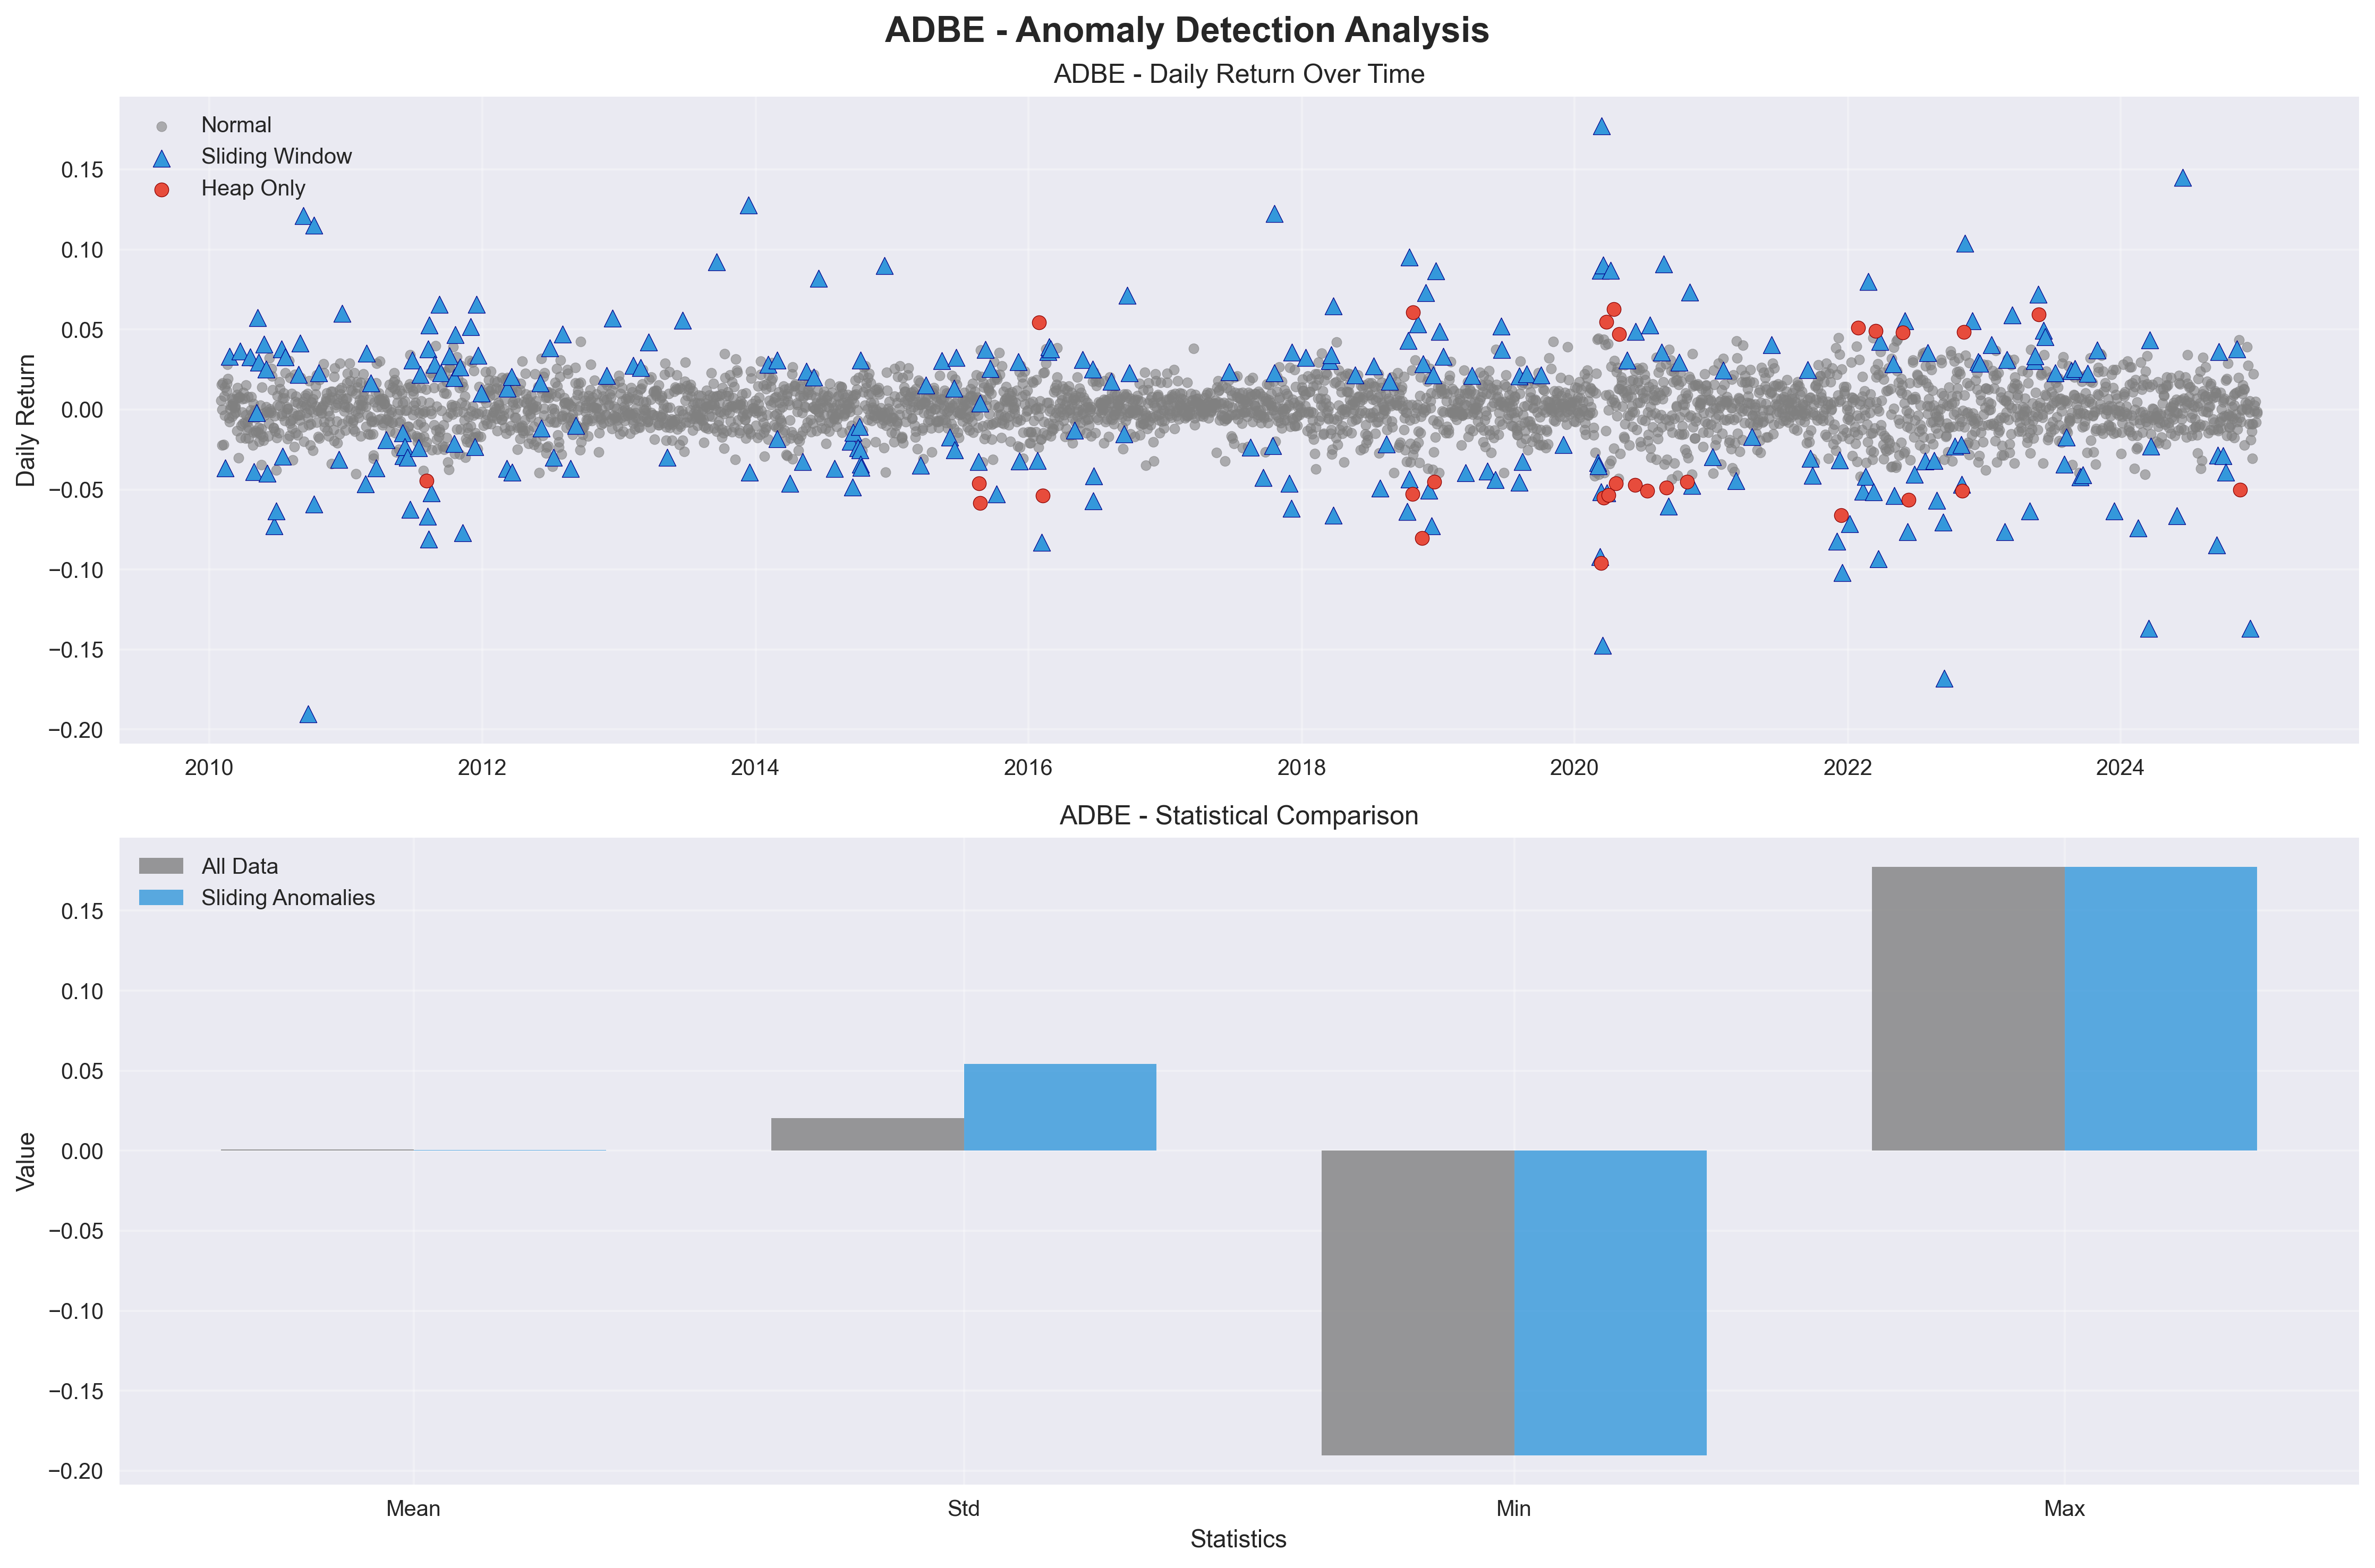 ADBE - Anomaly Detection Analysis
ADBE - Daily Return Over Time
Normal
Sliding Window
Heap Only
Daily Return
0.15
0.10
0.05
0.00
−0.05
−0.10
−0.15
−0.20
2010 2012 2014 2016 2018 2020 2022 2024
ADBE - Statistical Comparison
All Data
Sliding Anomalies
Value
0.15
0.10
0.05
0.00
−0.05
−0.10
−0.15
−0.20
Mean Std Min Max
Statistics